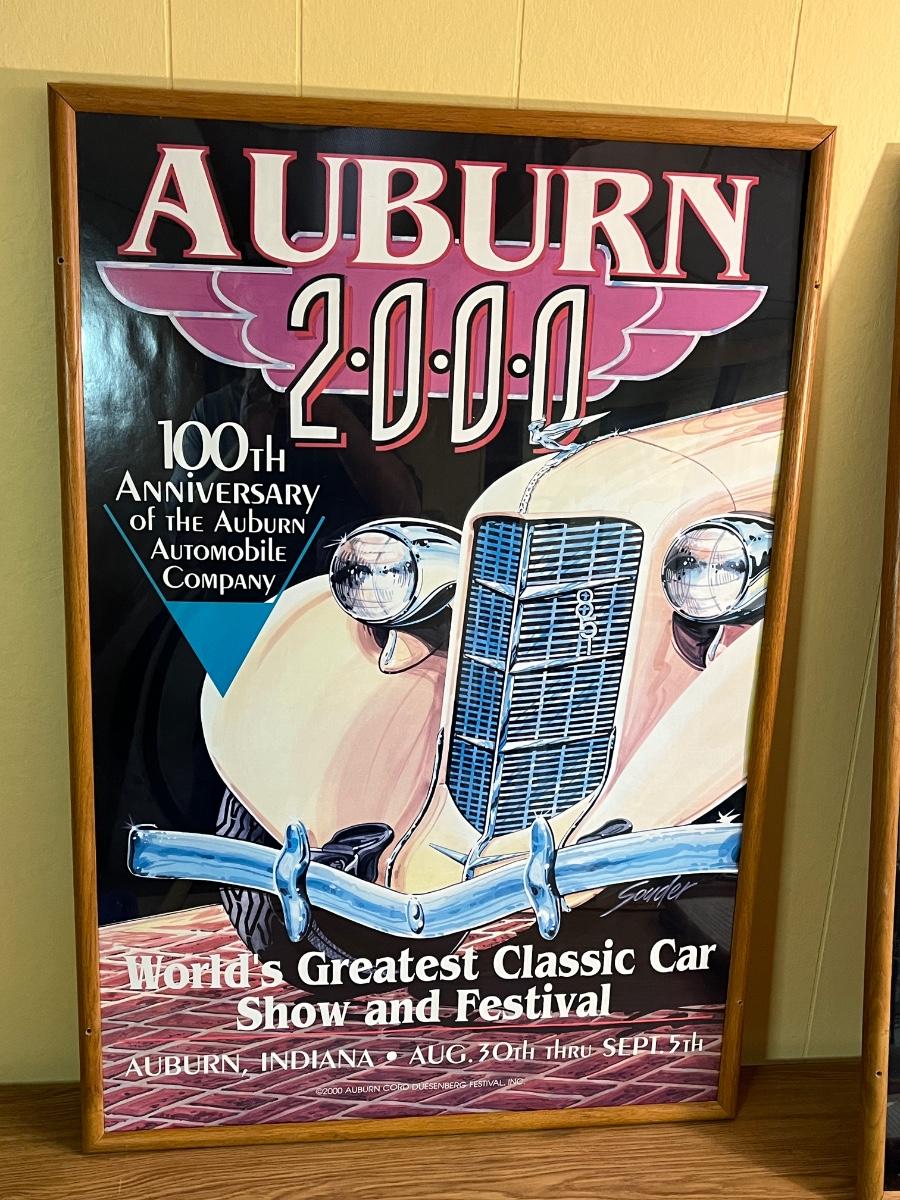 AUBURN
2·0·0·0
100TH
ANNIVERSARY
OF THE AUBURN
AUTOMOBILE
COMPANY
851
Souder
World's Greatest Classic Car
Show and Festival
AUBURN, INDIANA • AUG. 30TH THRU SEPT. 5TH
©2000 AUBURN CORD DUESENBERG FESTIVAL, INC.